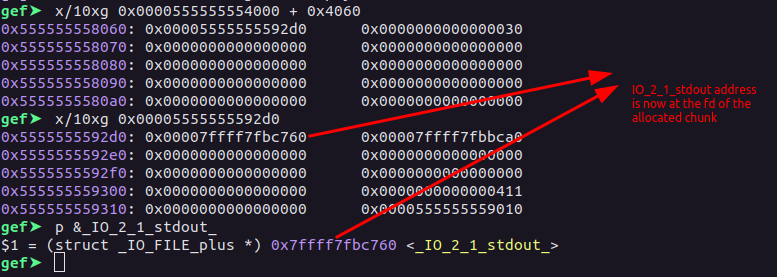 gef➤ x/10xg 0x0000555555554000 + 0x4060
0x555555558060: 0x00005555555592d0 0x0000000000000030
0x555555558070: 0x0000000000000000 0x0000000000000000
0x555555558080: 0x0000000000000000 0x0000000000000000
0x555555558090: 0x0000000000000000 0x0000000000000000
0x5555555580a0: 0x0000000000000000 0x0000000000000000
gef➤ x/10xg 0x00005555555592d0
0x5555555592d0: 0x00007ffff7fbc760 0x00007ffff7fbbca0
0x5555555592e0: 0x0000000000000000 0x0000000000000000
0x5555555592f0: 0x0000000000000000 0x0000000000000000
0x555555559300: 0x0000000000000000 0x0000000000000411
0x555555559310: 0x0000000000000000 0x0000555555559010
gef➤ p &_IO_2_1_stdout_
$1 = (struct _IO_FILE_plus *) 0x7ffff7fbc760 <_IO_2_1_stdout_>
gef➤
IO_2_1_stdout address
is now at the fd of the
allocated chunk